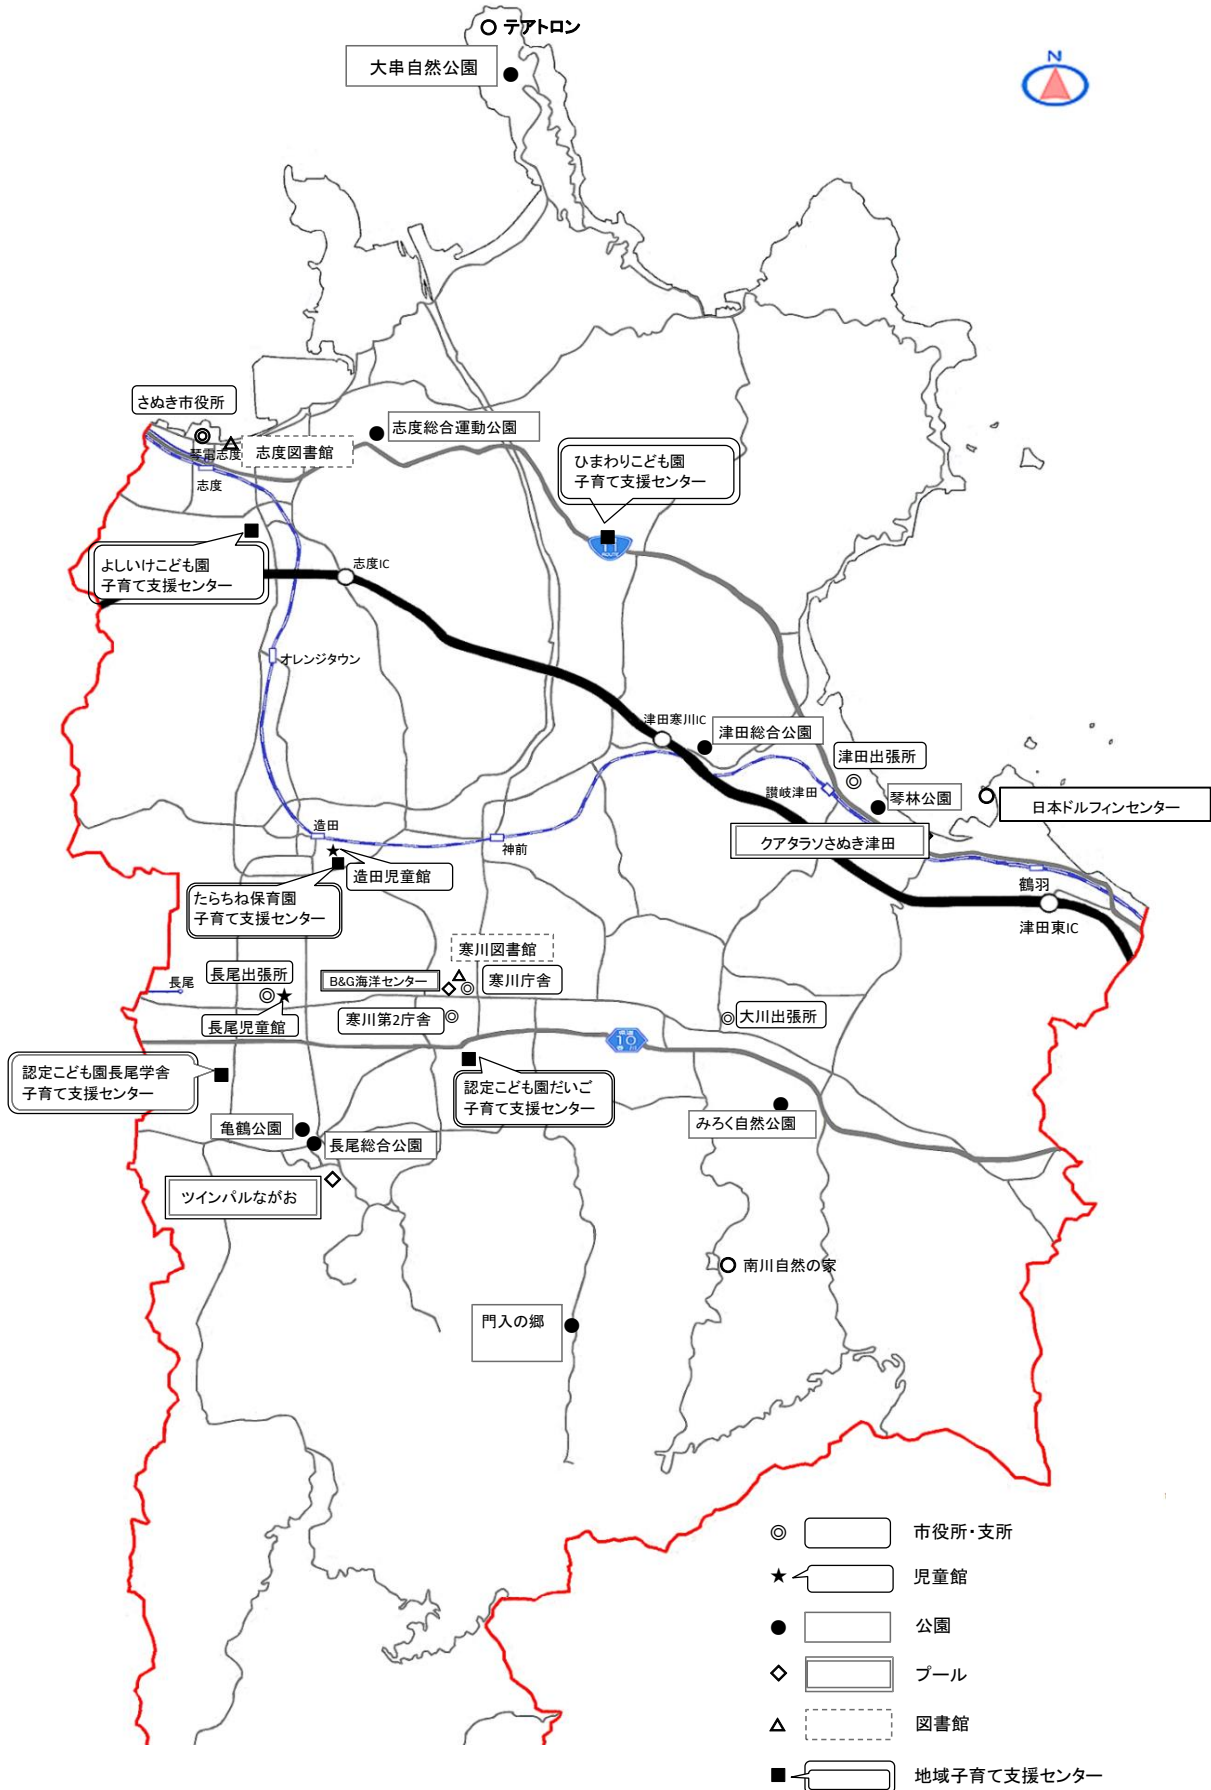 テアトロン
大串自然公園
N
さぬき市役所
志度総合運動公園
琴電志度
志度図書館
志度
ひまわりこども園
子育て支援センター
11
ROUTE
よしいけこども園
子育て支援センター
志度IC
オレンジタウン
津田寒川IC
津田総合公園
津田出張所
讃岐津田
琴林公園
日本ドルフィンセンター
クアタラソさぬき津田
造田
神前
造田児童館
鶴羽
たらちね保育園
子育て支援センター
津田東IC
寒川図書館
長尾出張所
長尾
B&G海洋センター
寒川庁舎
長尾児童館
寒川第2庁舎
大川出張所
県道
10
香川
認定こども園長尾学舎
子育て支援センター
認定こども園だいご
子育て支援センター
亀鶴公園
みろく自然公園
長尾総合公園
ツインパルながお
南川自然の家
門入の郷
市役所・支所
児童館
公園
プール
図書館
地域子育て支援センター